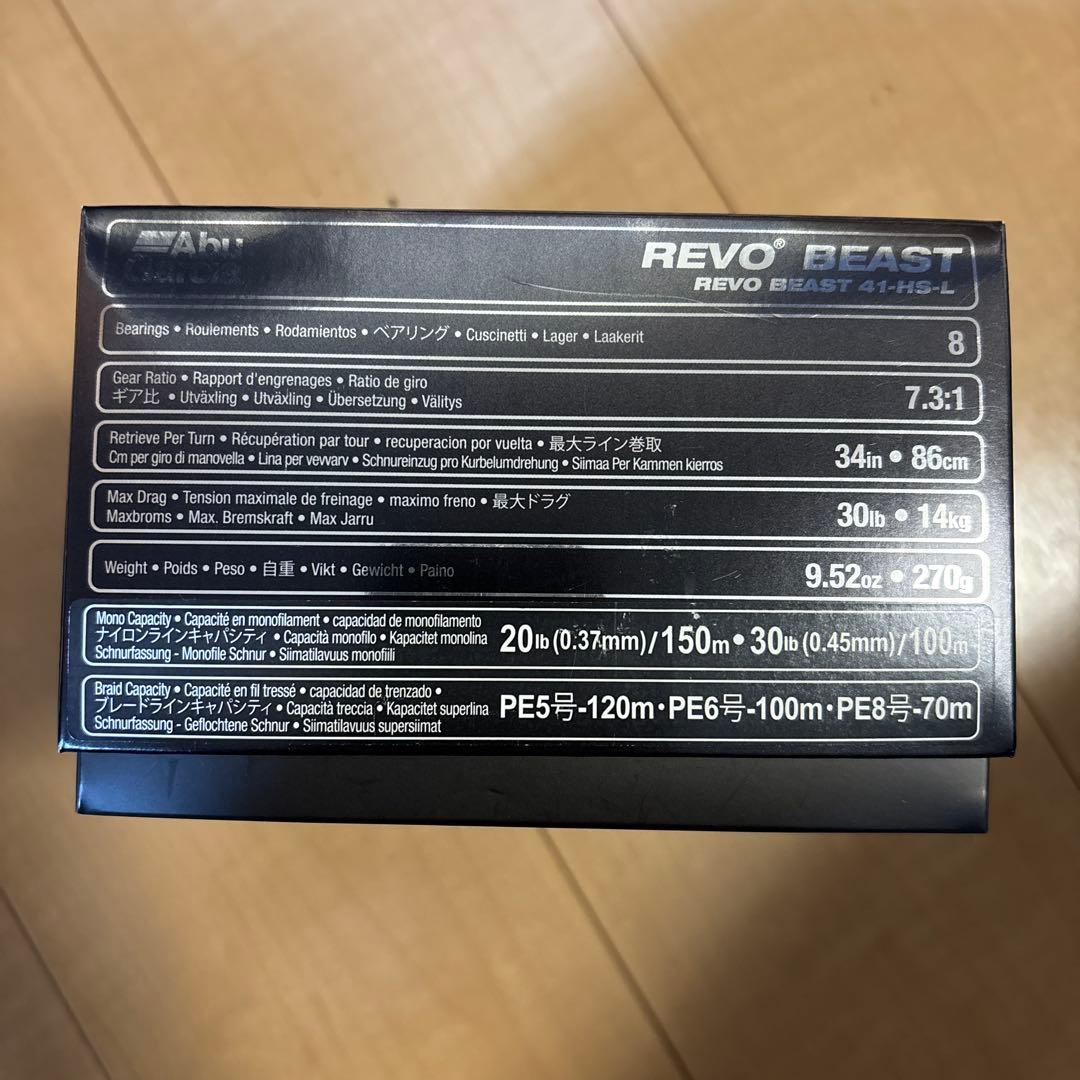 Abu
Garcia
REVO® BEAST
REVO BEAST 41-HS-L
Bearings • Roulements • Rodamientos • ベアリング • Cuscinetti • Lager • Laakerit
8
Gear Ratio • Rapport d'engrenages • Ratio de giro
ギア比 • Utväxling • Utväxling • Übersetzung • Välitys
7.3:1
Retrieve Per Turn • Récupération par tour • recuperacion por vuelta • 最大ライン巻取
Cm per giro di manovella • Lina per vevvarv • Schnureinzug pro Kurbelumdrehung • Siimaa Per Kammen kierros
34in • 86cm
Max Drag • Tension maximale de freinage • maximo freno • 最大ドラグ
Maxbroms • Max. Bremskraft • Max Jarru
30lb • 14kg
Weight • Poids • Peso • 自重 • Vikt • Gewicht • Paino
9.52oz • 270g
Mono Capacity • Capacité en monofilament • capacidad de monofilamento
ナイロンラインキャパシティ • Capacità monofilo • Kapacitet monolina
Schnurfassung - Monofile Schnur • Siimatilavuus monofiili
20lb (0.37mm)/150m • 30lb (0.45mm)/100m
Braid Capacity • Capacité en fil tressé • capacidad de trenzado •
ブレードラインキャパシティ • Capacità treccia • Kapacitet superlina
Schnurfassung - Geflochtene Schnur • Siimatilavuus supersiimat
PE5号-120m・PE6号-100m・PE8号-70m